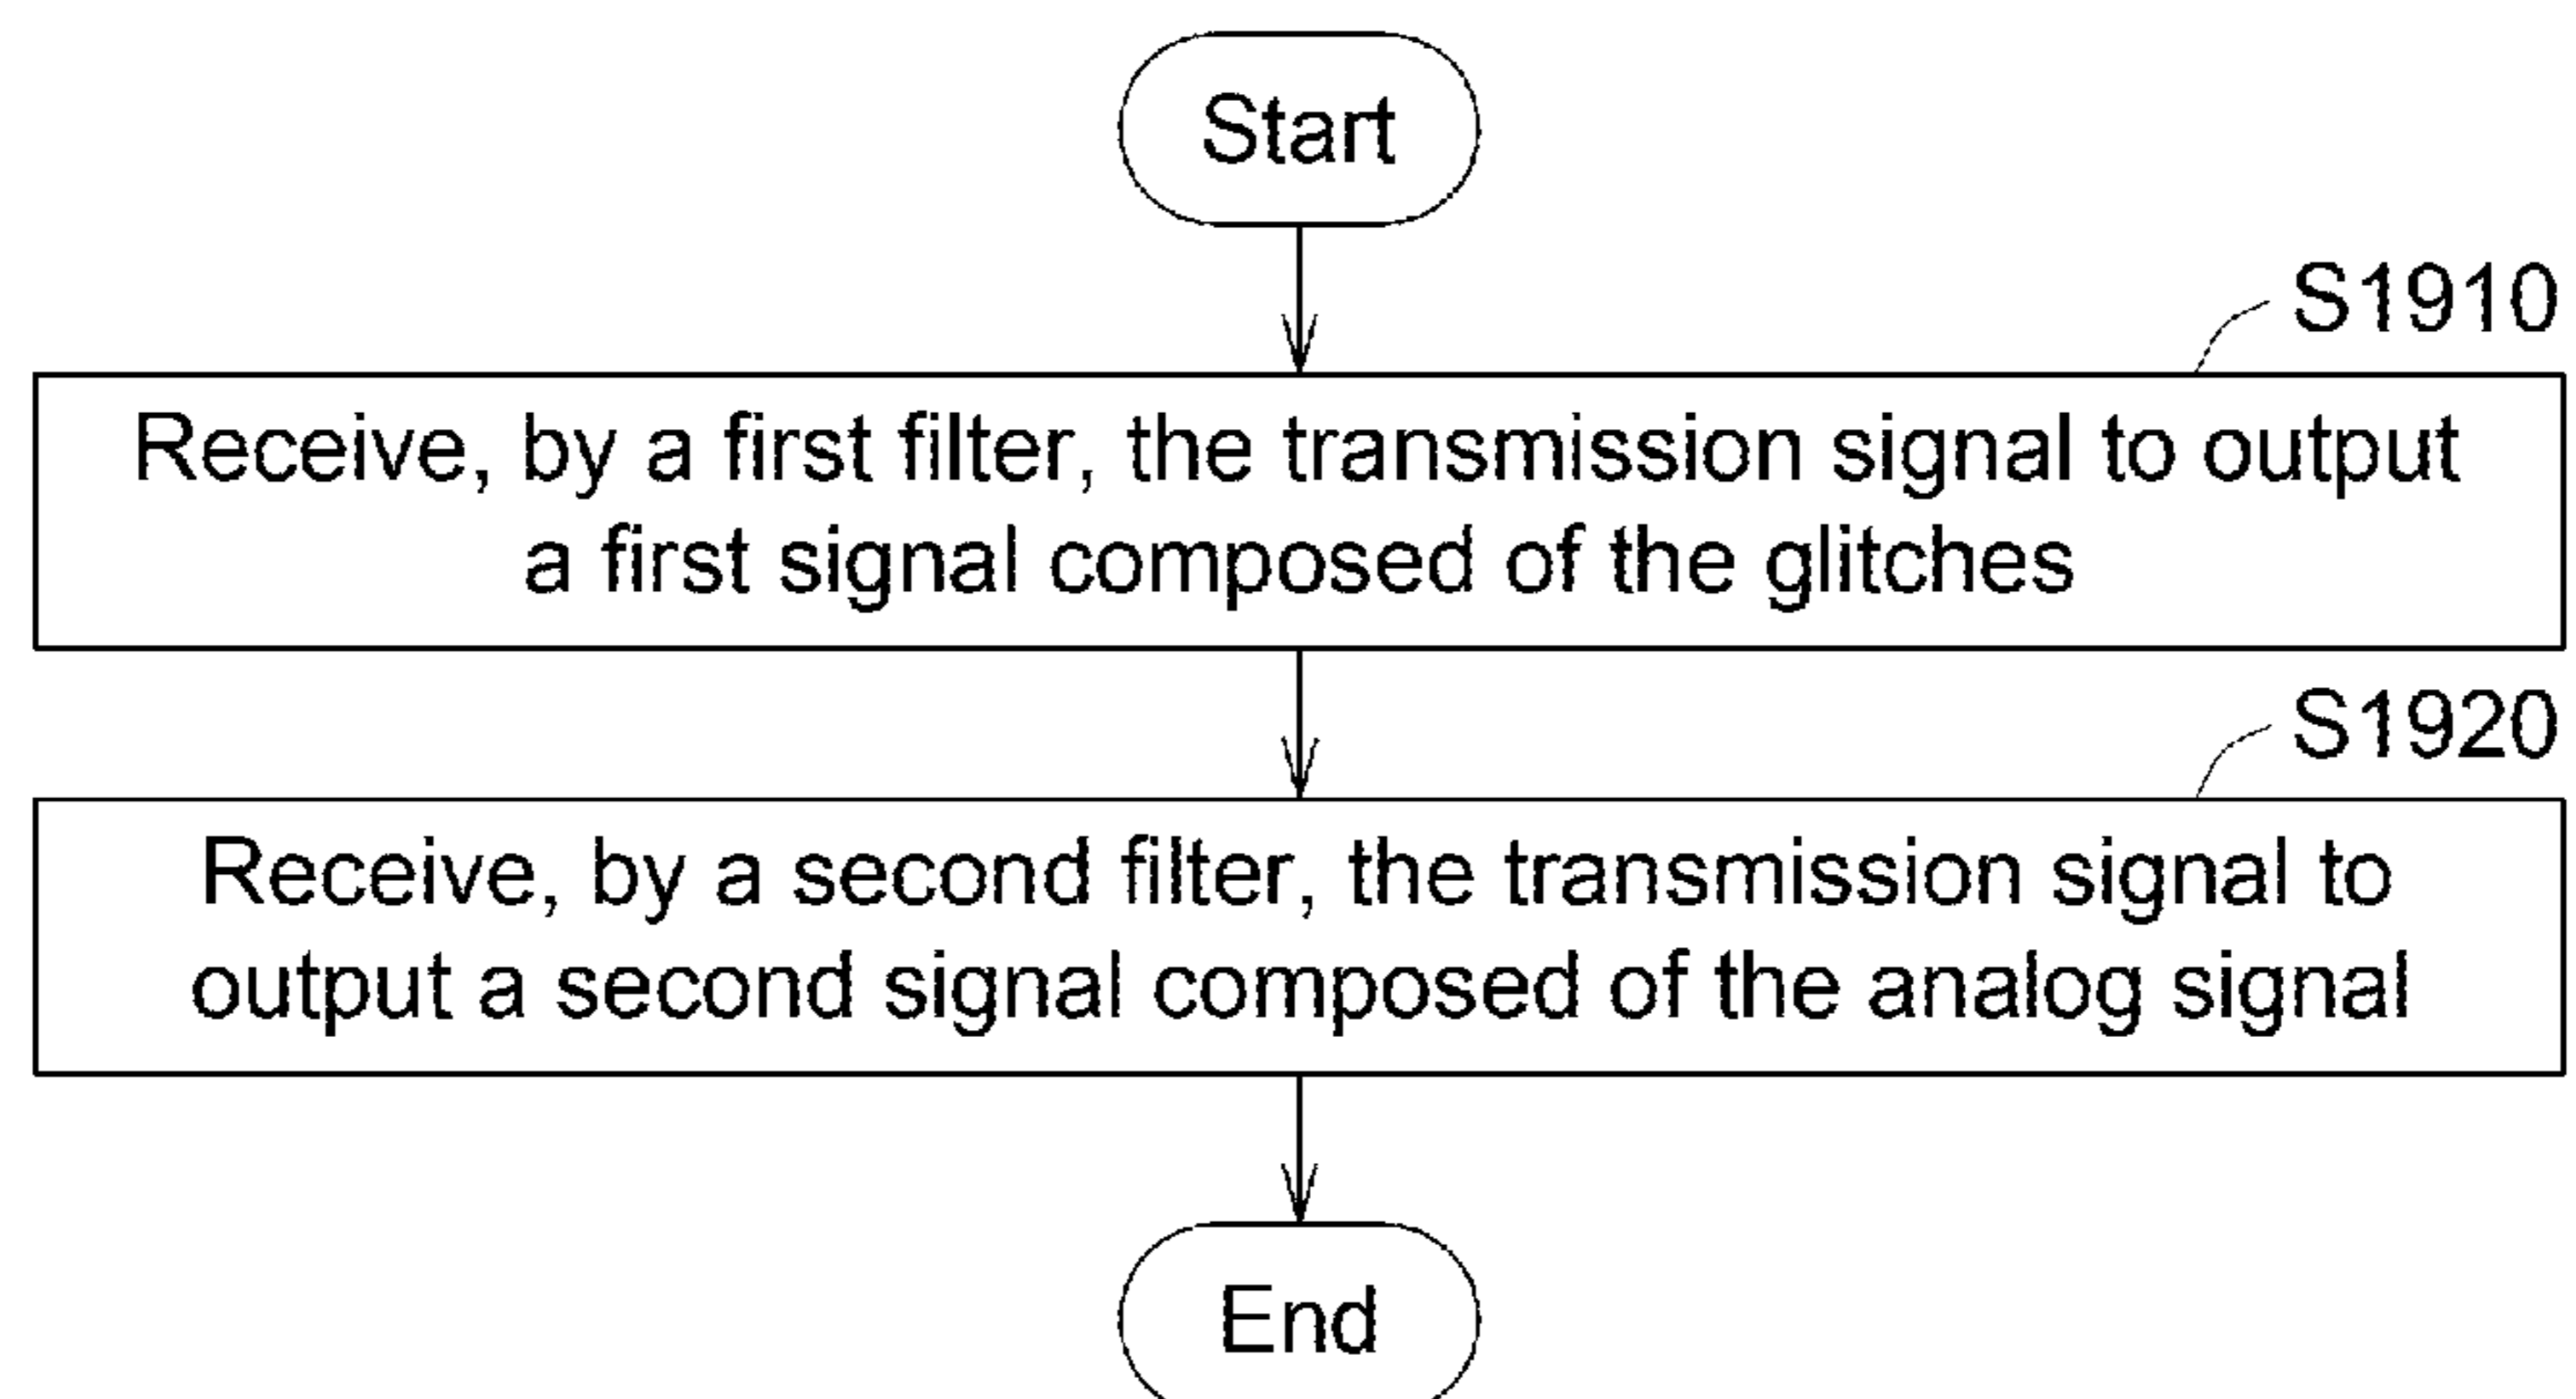 Start
S1910
Receive, by a first filter, the transmission signal to output
a first signal composed of the glitches
S1920
Receive, by a second filter, the transmission signal to
output a second signal composed of the analog signal
End